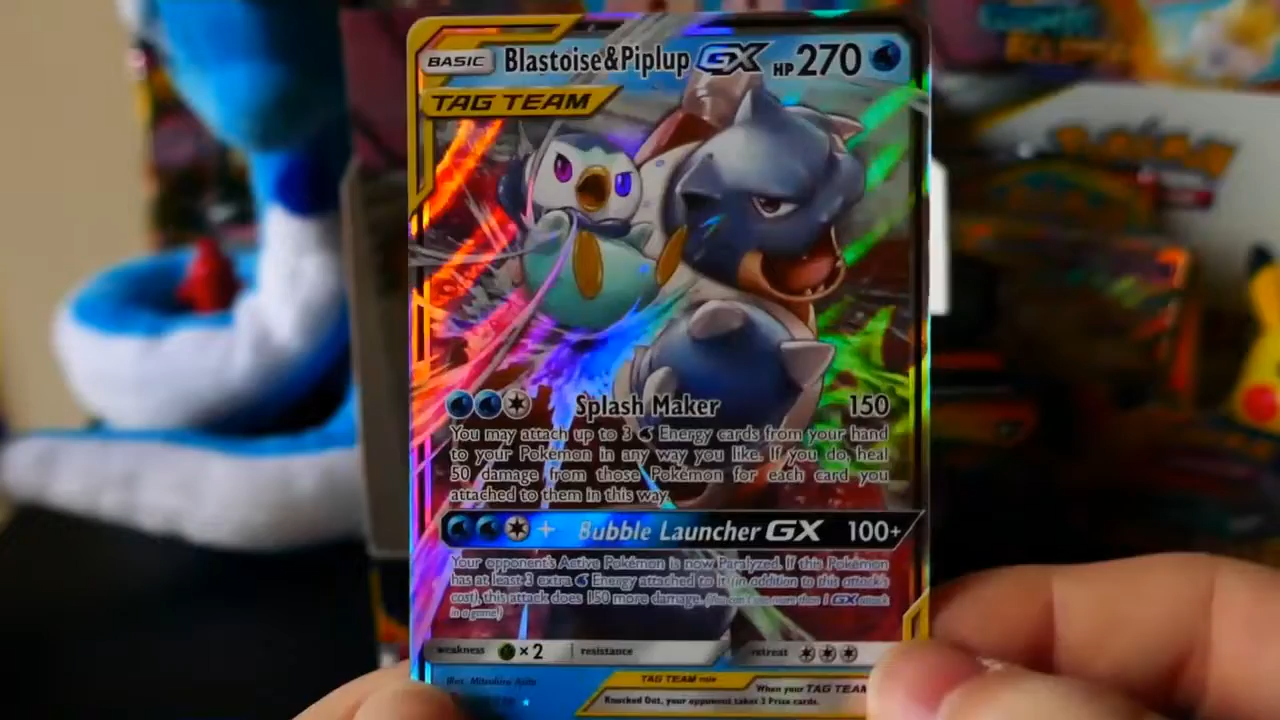 BASIC Blastoise&Piplup GX HP 270
TAG TEAM
Splash Maker 150
You may attach up to 3 Energy cards from your hand
to your Pokémon in any way you like. If you do, heal
50 damage from those Pokémon for each card you
attached to them in this way.
Bubble Launcher GX 100+
Your opponent's Active Pokémon is now Paralyzed. If this Pokémon
has at least 3 extra Energy attached to it (in addition to this attack's
cost), this attack does 150 more damage. (You can't use more than 1 GX attack
in a game.)
weakness ×2 resistance retreat
Illus. Mitsuhiro Arita
TAG TEAM rule When your TAG TEAM
Knocked Out, your opponent takes 3 Prize cards.
POKÉMON